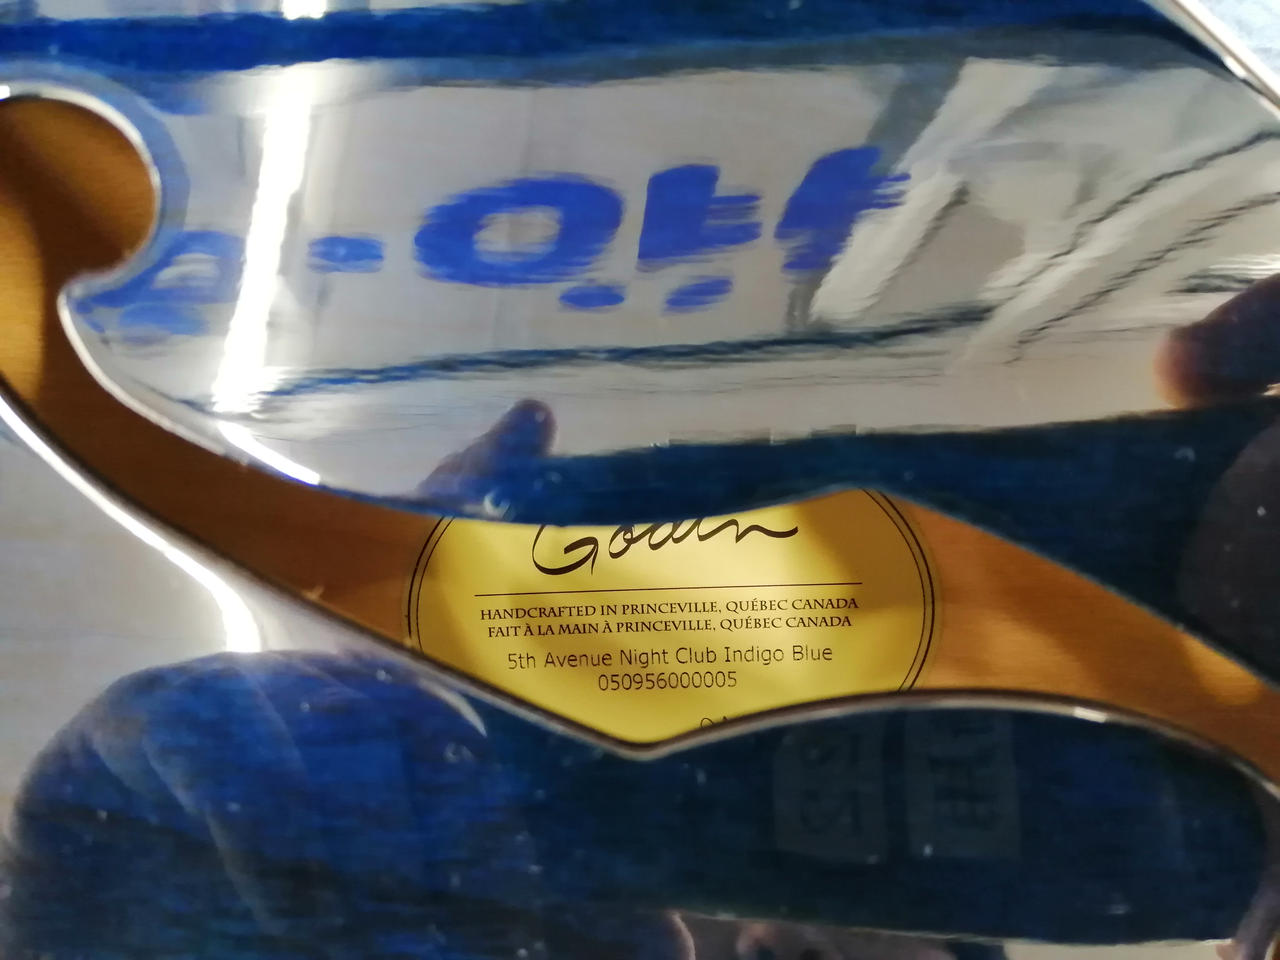 Godin
HANDCRAFTED IN PRINCEVILLE, QUÉBEC CANADA
FAIT À LA MAIN À PRINCEVILLE, QUÉBEC CANADA
5th Avenue Night Club Indigo Blue
050956000005